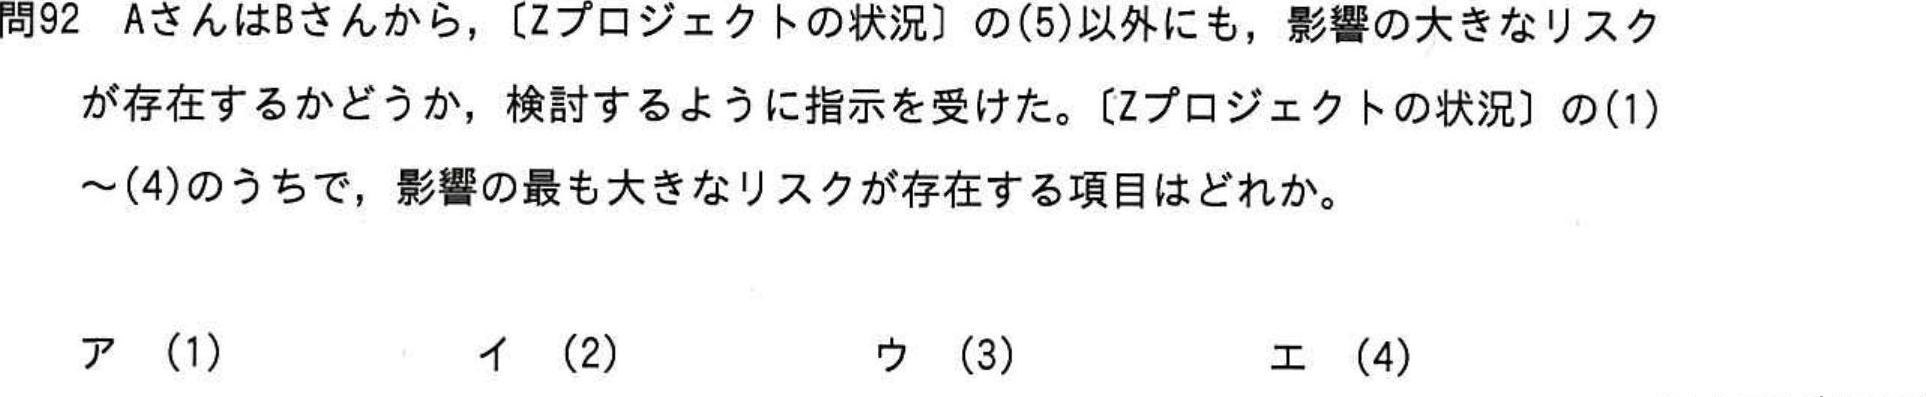 問92 AさんはBさんから，〔Zプロジェクトの状況〕の(5)以外にも，影響の大きなリスク
が存在するかどうか，検討するように指示を受けた。〔Zプロジェクトの状況〕の(1)
～(4)のうちで，影響の最も大きなリスクが存在する項目はどれか。
ア (1) イ (2) ウ (3) エ (4)